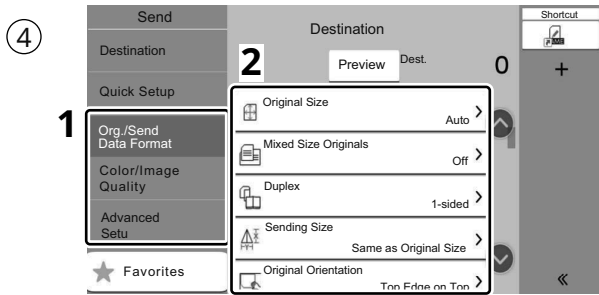 ④
Send
Destination
Quick Setup
1
Org./Send
Data Format
Color/Image
Quality
Advanced
Setu
Favorites
Destination
2
Preview
Dest.
0
Original Size
Auto
Mixed Size Originals
Off
Duplex
1-sided
Sending Size
Same as Original Size
Original Orientation
Top Edge on Top
Shortcut
+
«